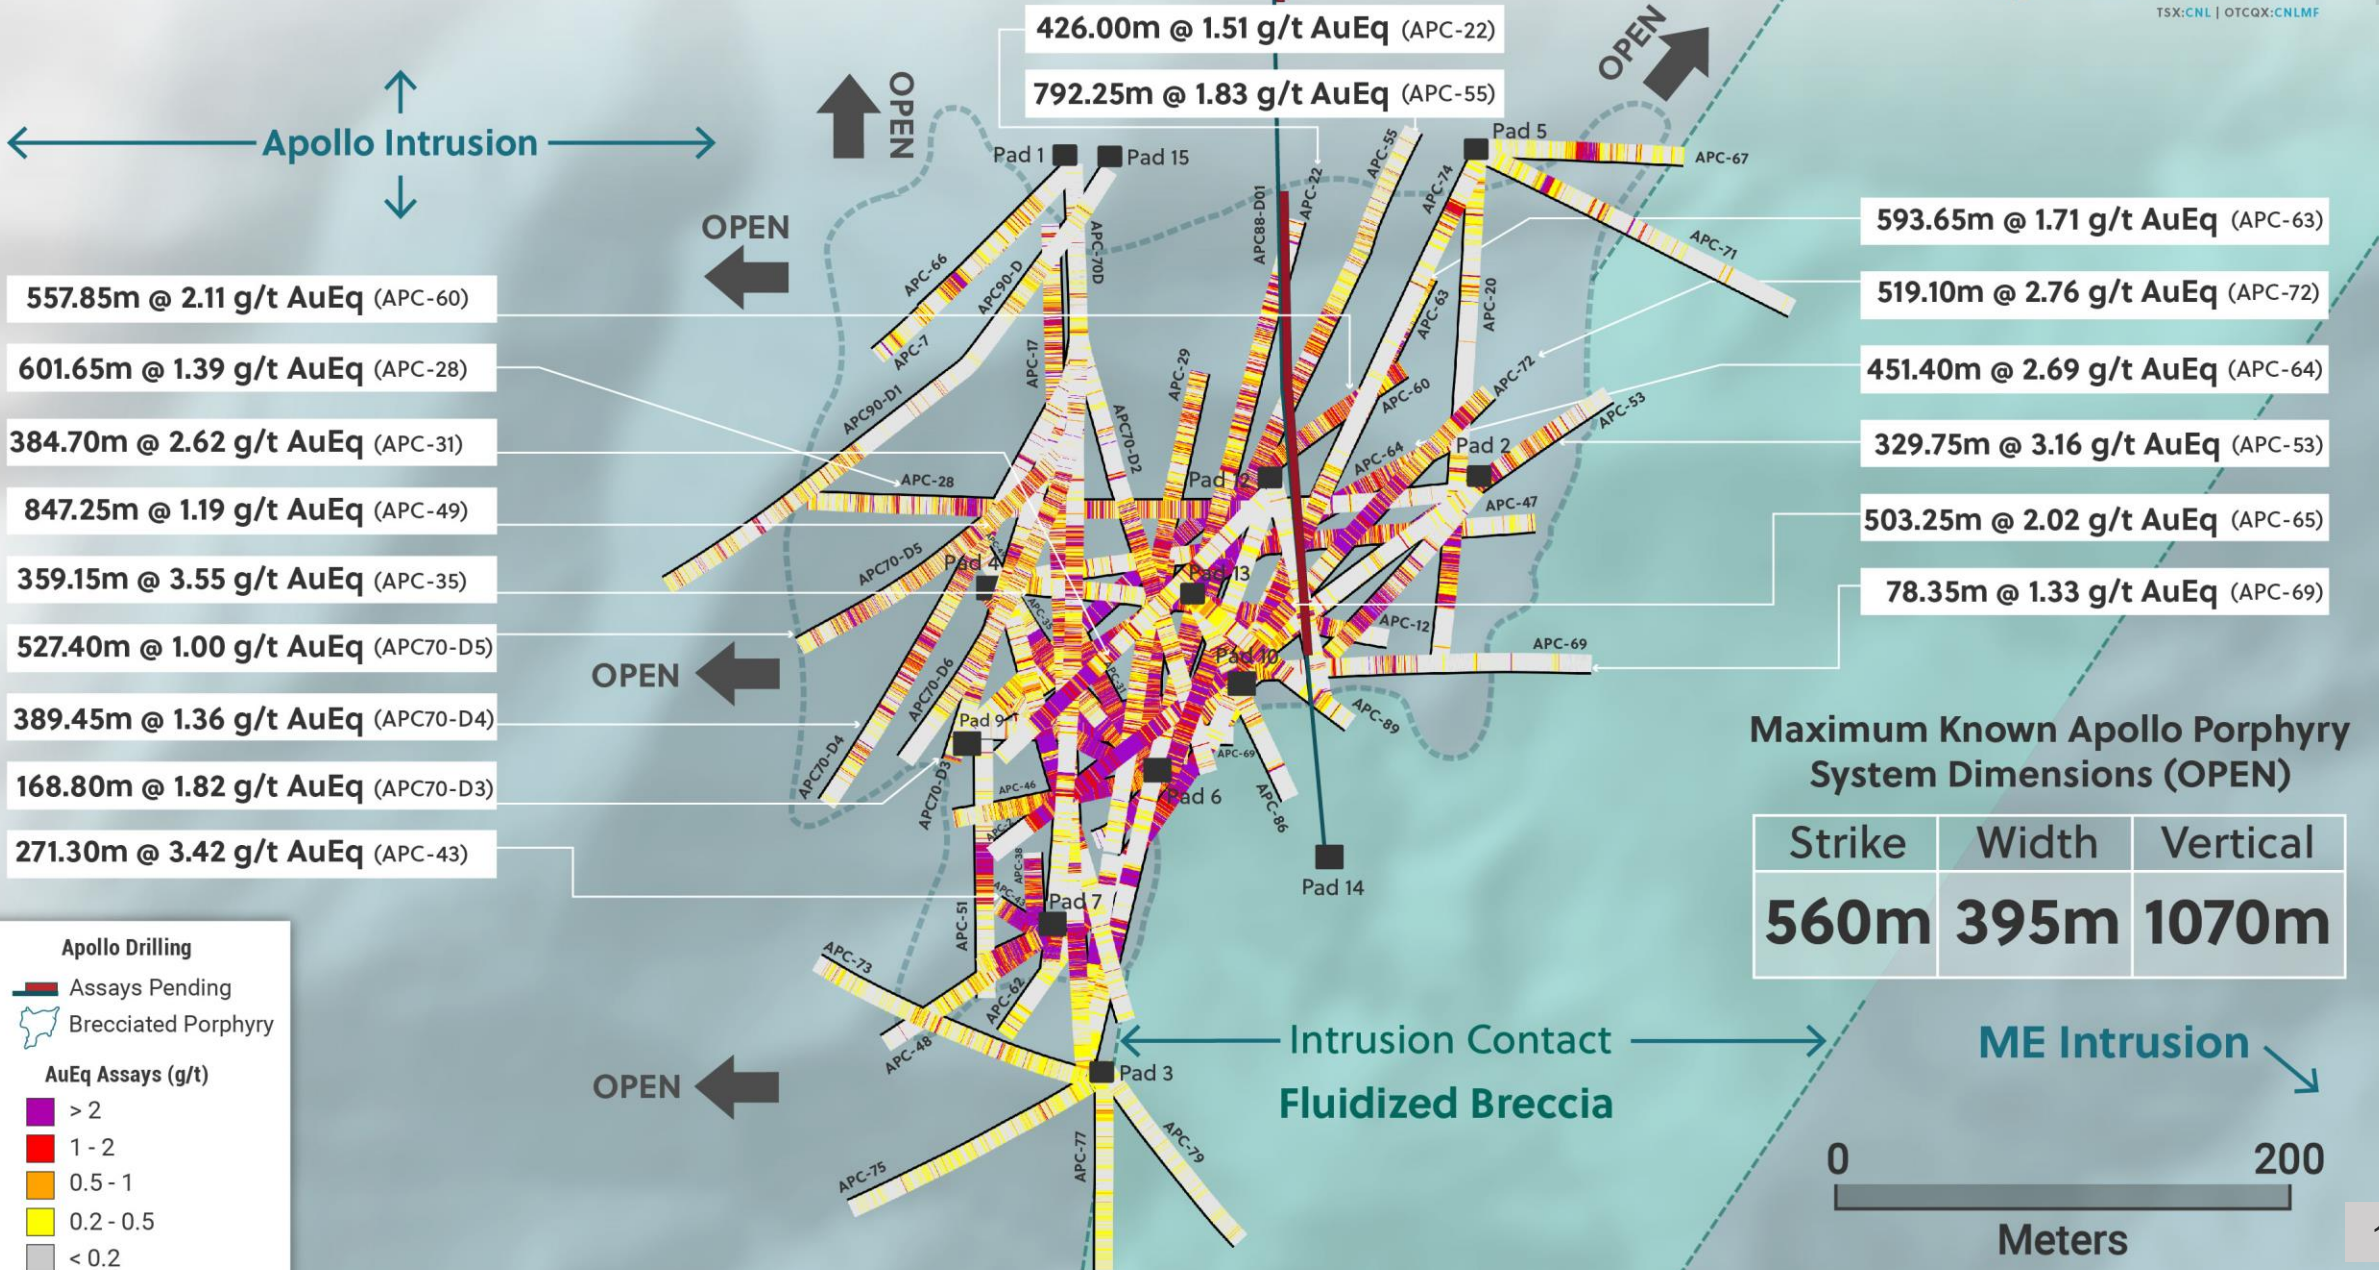 TSX:CNL | OTCQX:CNLMF
426.00m @ 1.51 g/t AuEq (APC-22)
792.25m @ 1.83 g/t AuEq (APC-55)
OPEN
OPEN
OPEN
Apollo Intrusion
557.85m @ 2.11 g/t AuEq (APC-60)
601.65m @ 1.39 g/t AuEq (APC-28)
384.70m @ 2.62 g/t AuEq (APC-31)
847.25m @ 1.19 g/t AuEq (APC-49)
359.15m @ 3.55 g/t AuEq (APC-35)
527.40m @ 1.00 g/t AuEq (APC70-D5)
389.45m @ 1.36 g/t AuEq (APC70-D4)
168.80m @ 1.82 g/t AuEq (APC70-D3)
271.30m @ 3.42 g/t AuEq (APC-43)
593.65m @ 1.71 g/t AuEq (APC-63)
519.10m @ 2.76 g/t AuEq (APC-72)
451.40m @ 2.69 g/t AuEq (APC-64)
329.75m @ 3.16 g/t AuEq (APC-53)
503.25m @ 2.02 g/t AuEq (APC-65)
78.35m @ 1.33 g/t AuEq (APC-69)
Pad 1
Pad 15
Pad 5
APC-67
APC-71
APC-55
APC-74
APC-22
APC88-D01
APC-70D
APC-66
APC90-D
APC-7
APC-17
APC-63
APC-20
APC-29
APC-60
APC-72
APC-53
APC90-D1
APC70-D2
APC-64
Pad 2
Pad 12
APC-28
APC-47
APC70-D5
Pad 4
Pad 13
APC-35
APC-12
APC-69
Pad 10
APC-31
APC70-D6
APC-89
OPEN
Pad 9
APC70-D4
APC70-D3
APC-69
APC-46
Pad 6
APC-86
APC-38
APC-43
Pad 14
Pad 7
APC-51
APC-73
APC-62
APC-48
OPEN
Pad 3
APC-75
APC-77
APC-79
Maximum Known Apollo Porphyry
System Dimensions (OPEN)
Strike Width Vertical
560m 395m 1070m
Intrusion Contact
Fluidized Breccia
ME Intrusion
0 200
Meters
Apollo Drilling
Assays Pending
Brecciated Porphyry
AuEq Assays (g/t)
> 2
1 - 2
0.5 - 1
0.2 - 0.5
< 0.2